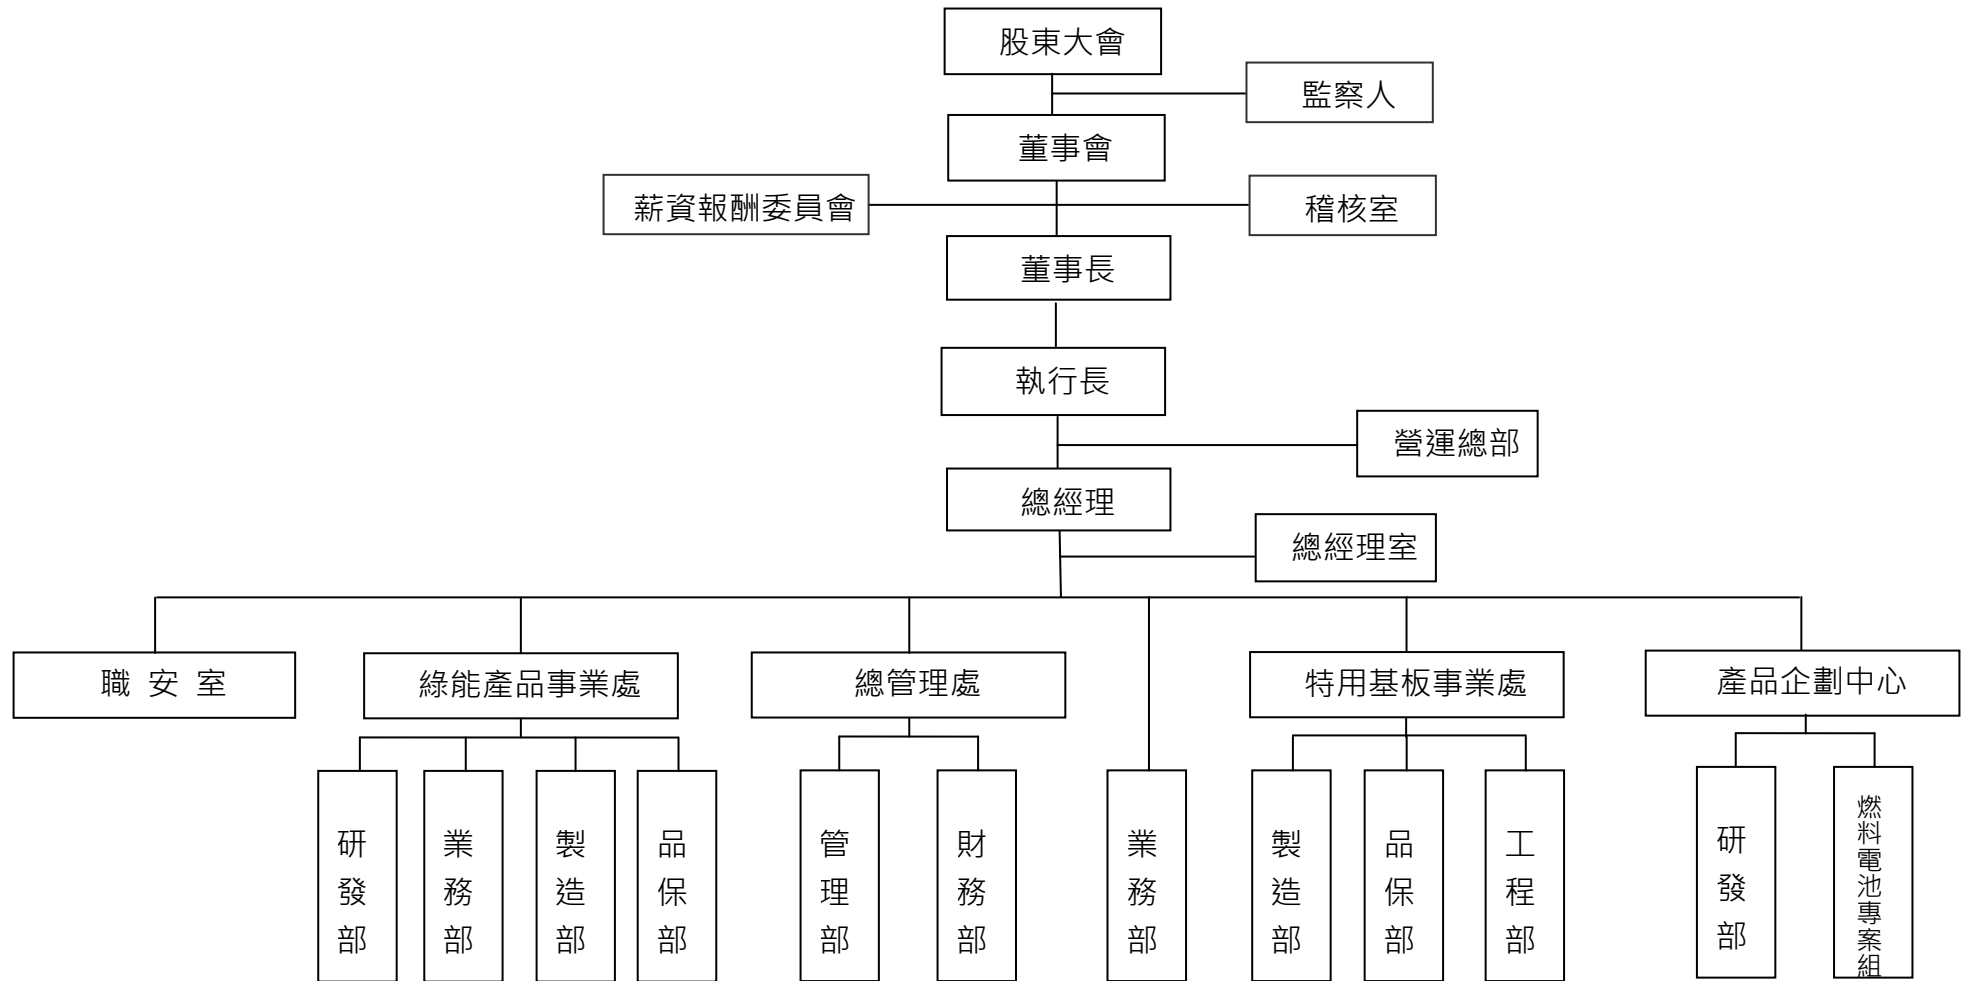 股東大會
監察人
董事會
薪資報酬委員會
稽核室
董事長
執行長
營運總部
總經理
總經理室
職 安 室
綠能產品事業處
總管理處
特用基板事業處
產品企劃中心
研發部
業務部
製造部
品保部
管理部
財務部
業務部
製造部
品保部
工程部
研發部
燃料電池專案組